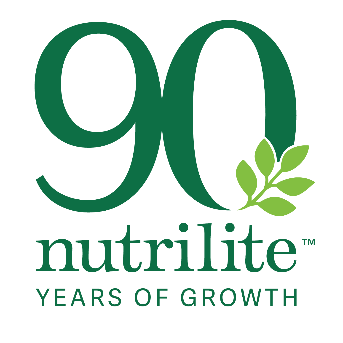 90
nutrilite™
YEARS OF GROWTH